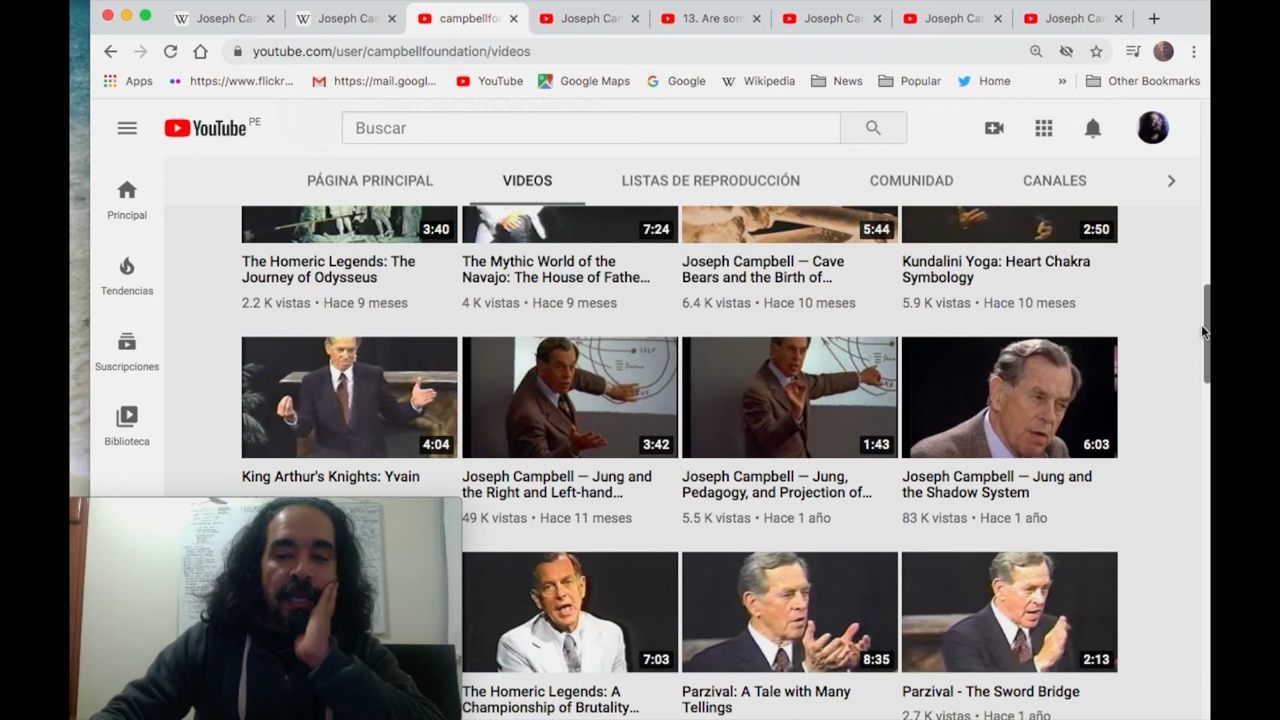 Joseph Ca
Joseph Ca
campbellfo
Joseph Ca
13. Are som
Joseph Ca
Joseph Ca
Joseph Ca
youtube.com/user/campbellfoundation/videos
Apps
https://www.flickr...
https://mail.googl...
YouTube
Google Maps
Google
Wikipedia
News
Popular
Home
»
Other Bookmarks
YouTube PE
Buscar
PÁGINA PRINCIPAL
VIDEOS
LISTAS DE REPRODUCCIÓN
COMUNIDAD
CANALES
Principal
Tendencias
Suscripciones
Biblioteca
3:40
The Homeric Legends: The
Journey of Odysseus
2.2 K vistas • Hace 9 meses
7:24
The Mythic World of the
Navajo: The House of Fathe...
4 K vistas • Hace 9 meses
5:44
Joseph Campbell — Cave
Bears and the Birth of...
6.4 K vistas • Hace 10 meses
2:50
Kundalini Yoga: Heart Chakra
Symbology
5.9 K vistas • Hace 10 meses
4:04
King Arthur's Knights: Yvain
SELF
3:42
Joseph Campbell — Jung and
the Right and Left-hand...
49 K vistas • Hace 11 meses
1:43
Joseph Campbell — Jung,
Pedagogy, and Projection of...
5.5 K vistas • Hace 1 año
6:03
Joseph Campbell — Jung and
the Shadow System
83 K vistas • Hace 1 año
7:03
The Homeric Legends: A
Championship of Brutality...
8:35
Parzival: A Tale with Many
Tellings
2:13
Parzival - The Sword Bridge
2.7 K vistas • Hace 1 año